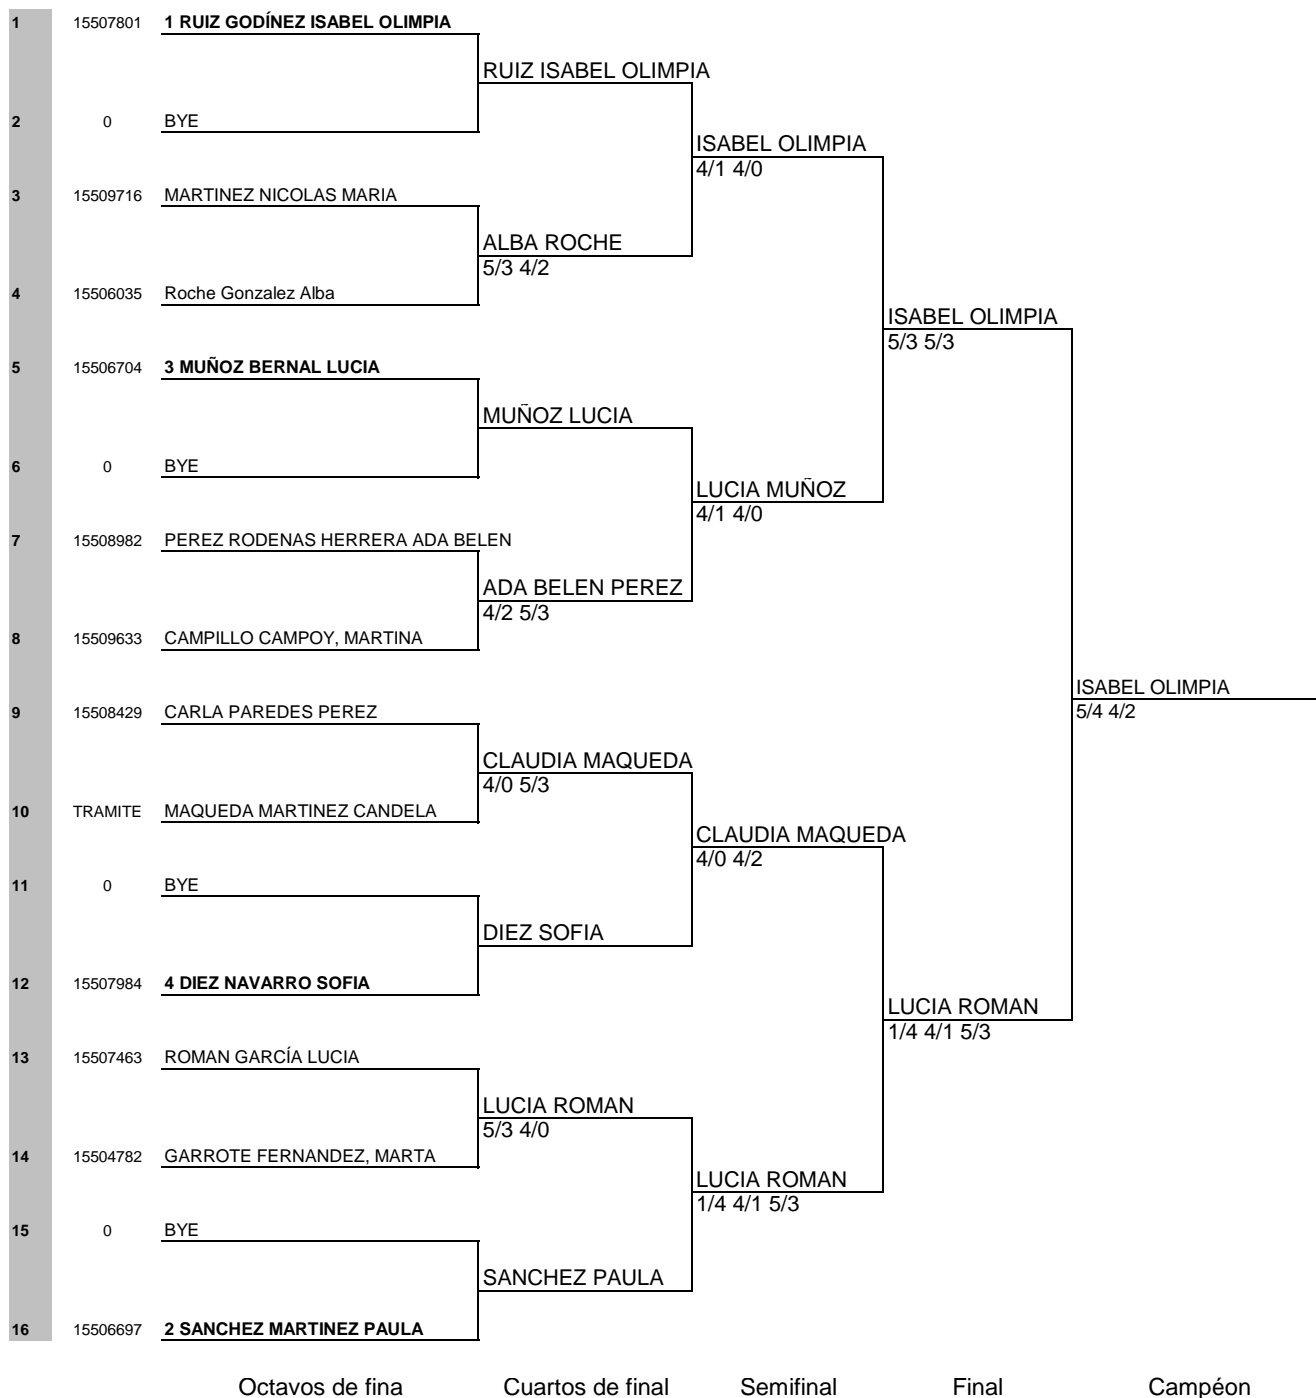 1 15507801 1 RUIZ GODÍNEZ ISABEL OLIMPIA
RUIZ ISABEL OLIMPIA
2 0 BYE
ISABEL OLIMPIA
4/1 4/0
3 15509716 MARTINEZ NICOLAS MARIA
ALBA ROCHE
5/3 4/2
4 15506035 Roche Gonzalez Alba
ISABEL OLIMPIA
5/3 5/3
5 15506704 3 MUÑOZ BERNAL LUCIA
MUÑOZ LUCIA
6 0 BYE
LUCIA MUÑOZ
4/1 4/0
7 15508982 PEREZ RODENAS HERRERA ADA BELEN
ADA BELEN PEREZ
4/2 5/3
8 15509633 CAMPILLO CAMPOY, MARTINA
ISABEL OLIMPIA
5/4 4/2
9 15508429 CARLA PAREDES PEREZ
CLAUDIA MAQUEDA
4/0 5/3
10 TRAMITE MAQUEDA MARTINEZ CANDELA
CLAUDIA MAQUEDA
4/0 4/2
11 0 BYE
DIEZ SOFIA
12 15507984 4 DIEZ NAVARRO SOFIA
LUCIA ROMAN
1/4 4/1 5/3
13 15507463 ROMAN GARCÍA LUCIA
LUCIA ROMAN
5/3 4/0
14 15504782 GARROTE FERNANDEZ, MARTA
LUCIA ROMAN
1/4 4/1 5/3
15 0 BYE
SANCHEZ PAULA
16 15506697 2 SANCHEZ MARTINEZ PAULA
Octavos de fina Cuartos de final Semifinal Final Campéon